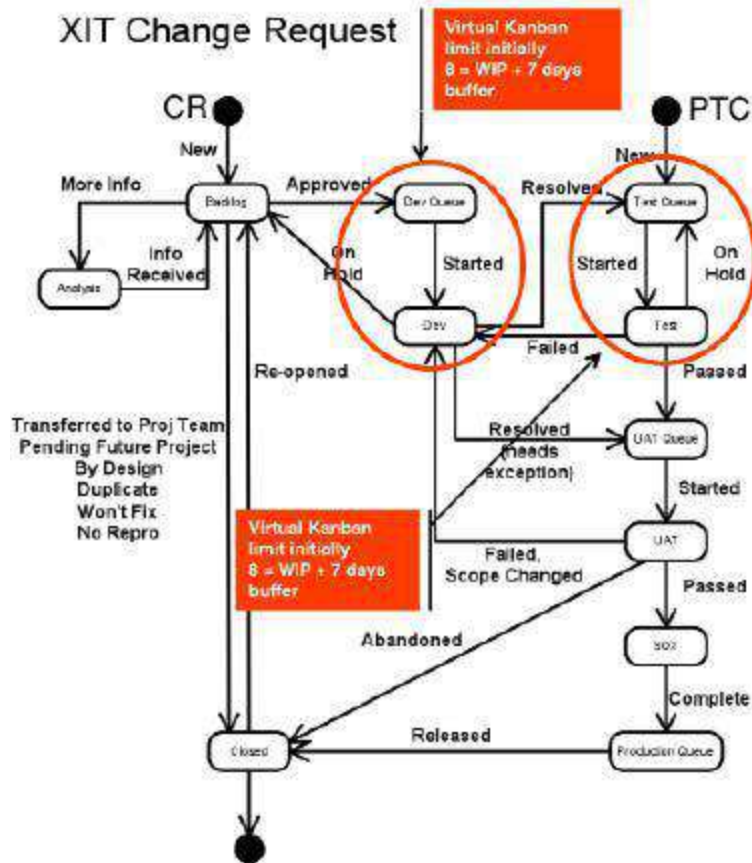 XIT Change Request
Virtual Kanban
limit initially
8 = WIP + 7 days
buffer
CR
PTC
New
New
More Info
Backlog
Approved
Dev Queue
Resolved
Test Queue
Info
Received
Analysis
On
Hold
Started
Started
On
Hold
Dev
Test
Failed
Re-opened
Passed
Transferred to Proj Team
Pending Future Project
By Design
Duplicate
Won't Fix
No Repro
Resolved
(needs
exception)
UAT Queue
Started
Virtual Kanban
limit initially
8 = WIP + 7 days
buffer
Failed,
Scope Changed
UAT
Passed
Abandoned
Complete
Released
Closed
Production Queue